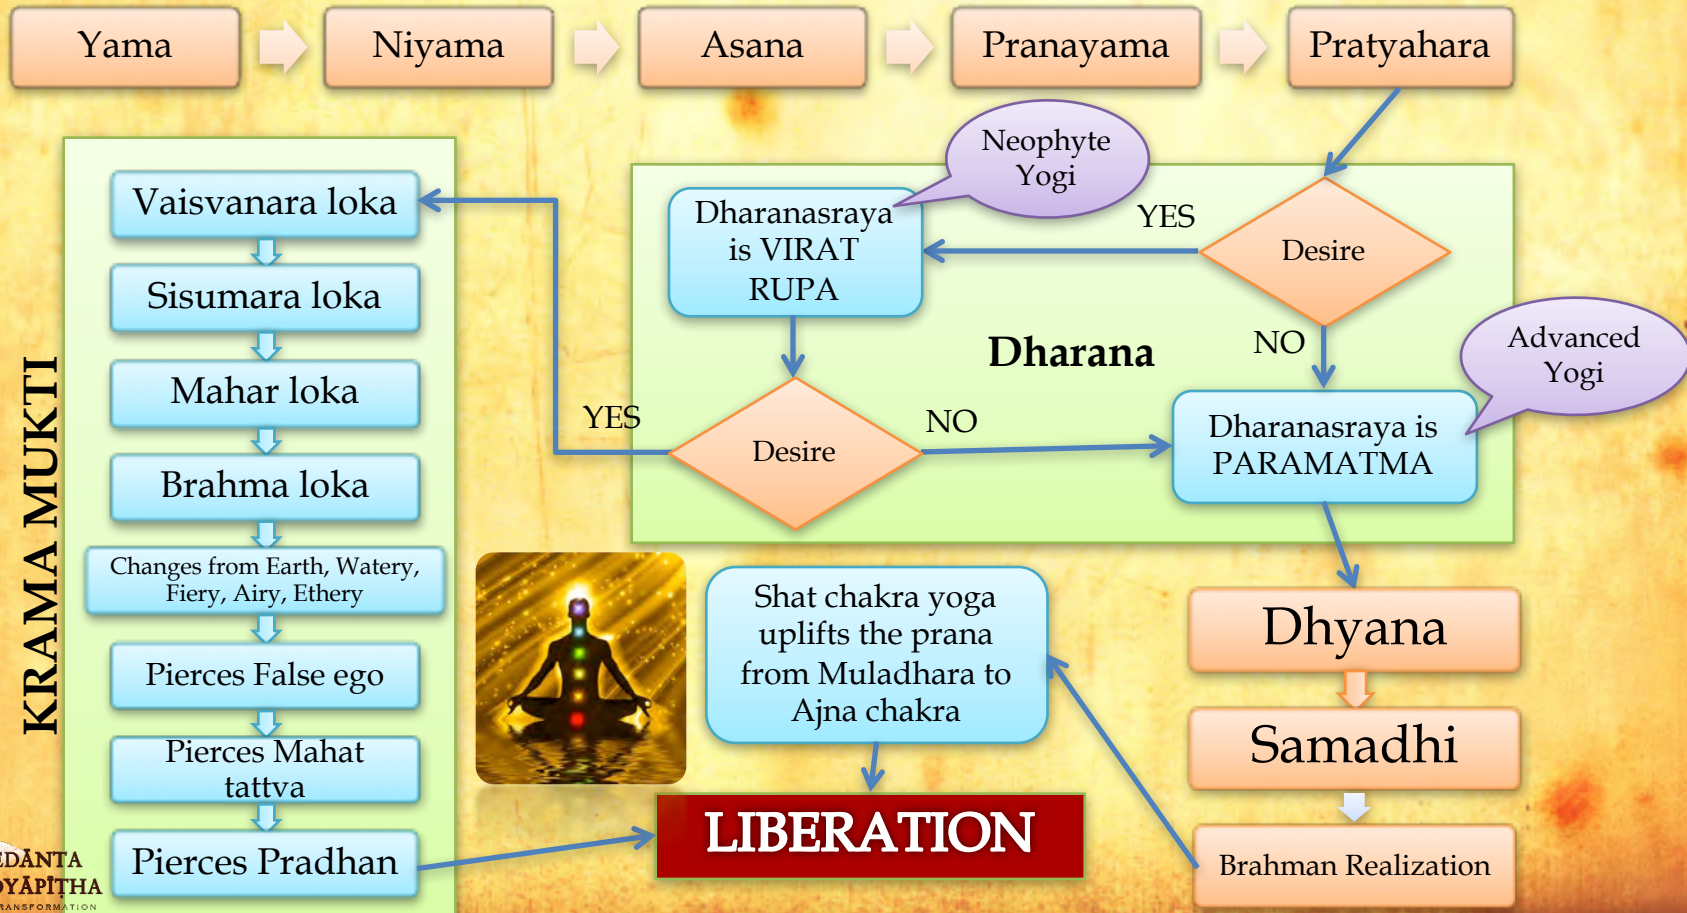 Yama
Niyama
Asana
Pranayama
Pratyahara
Neophyte
Yogi
Dharanasraya
is VIRAT
RUPA
YES
Desire
Dharana
NO
Advanced
Yogi
Dharanasraya is
PARAMATMA
YES
Desire
NO
KRAMA MUKTI
Vaisvanara loka
Sisumara loka
Mahar loka
Brahma loka
Changes from Earth, Watery,
Fiery, Airy, Ethery
Pierces False ego
Pierces Mahat
tattva
Pierces Pradhan
Shat chakra yoga
uplifts the prana
from Muladhara to
Ajna chakra
Dhyana
Samadhi
Brahman Realization
LIBERATION
EDĀNTA
DYĀPĪṬHA
RANSFORMATION